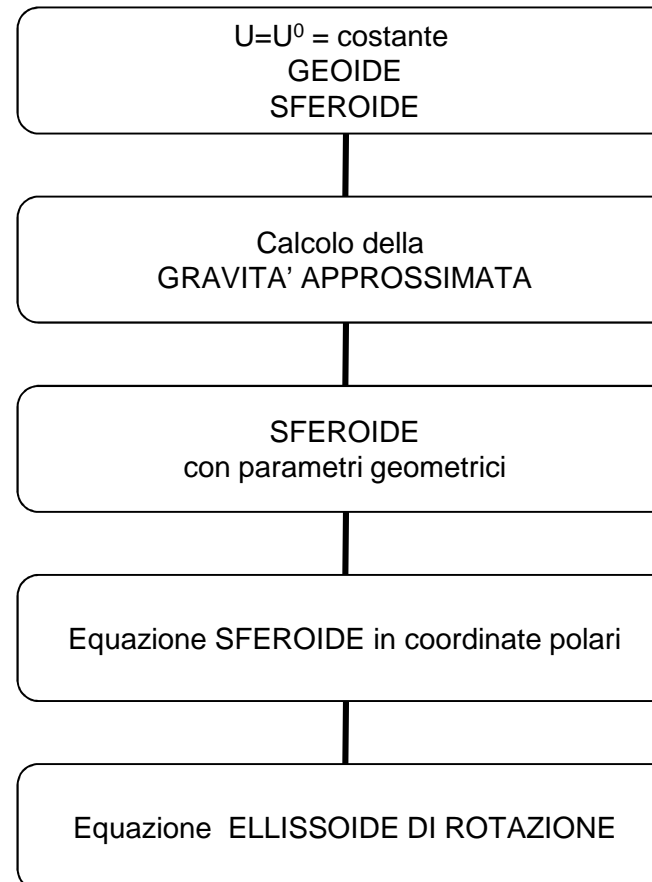 U=U⁰ = costante
GEOIDE
SFEROIDE
Calcolo della
GRAVITA’ APPROSSIMATA
SFEROIDE
con parametri geometrici
Equazione SFEROIDE in coordinate polari
Equazione ELLISSOIDE DI ROTAZIONE